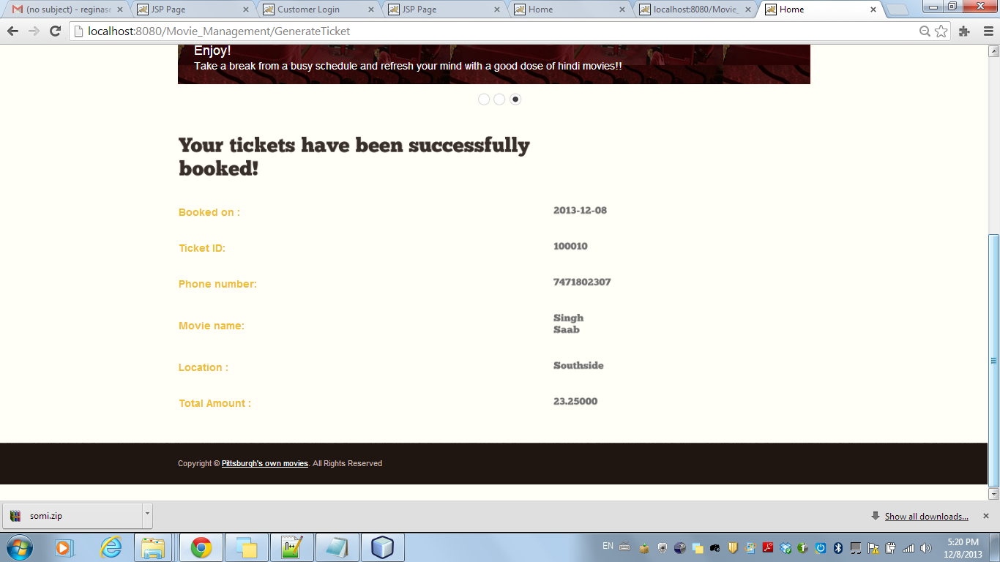 (no subject) - reginase
JSP Page
Customer Login
JSP Page
Home
localhost:8080/Movie_
Home
localhost:8080/Movie_Management/GenerateTicket
Enjoy!
Take a break from a busy schedule and refresh your mind with a good dose of hindi movies!!
Your tickets have been successfully
booked!
Booked on : 2013-12-08
Ticket ID: 100010
Phone number: 7471802307
Movie name: Singh
Saab
Location : Southside
Total Amount : 23.25000
Copyright © Pittsburgh's own movies. All Rights Reserved
somi.zip
Show all downloads...
EN
5:20 PM
12/8/2013